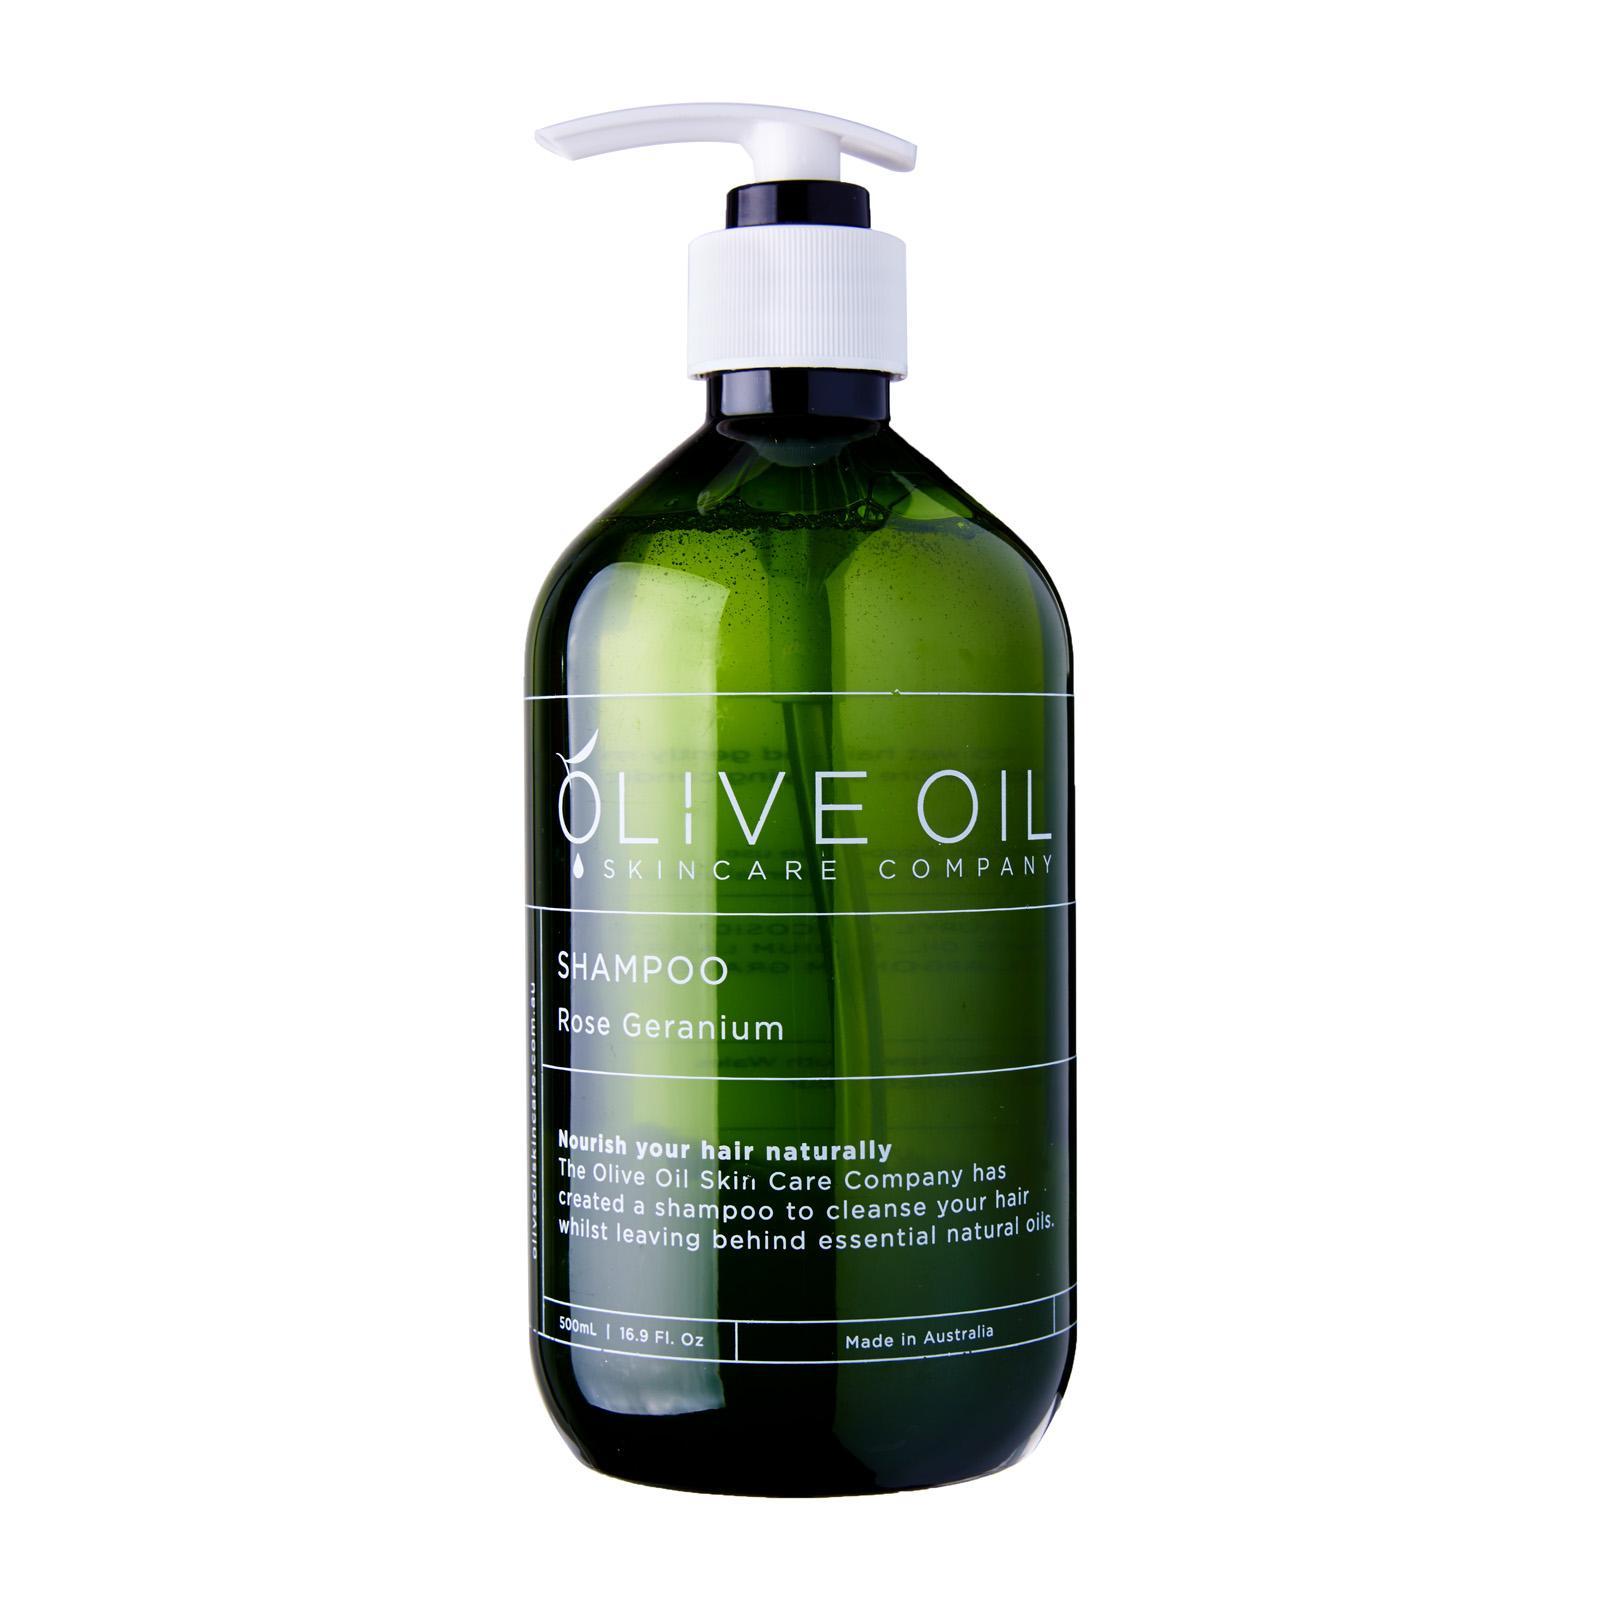 OLIVE OIL
SKINCARE COMPANY
SHAMPOO
Rose Geranium
Nourish your hair naturally
The Olive Oil Skin Care Company has
created a shampoo to cleanse your hair
whilst leaving behind essential natural oils.
500mL | 16.9 Fl. Oz
Made in Australia
oliveoilskincare.com.au